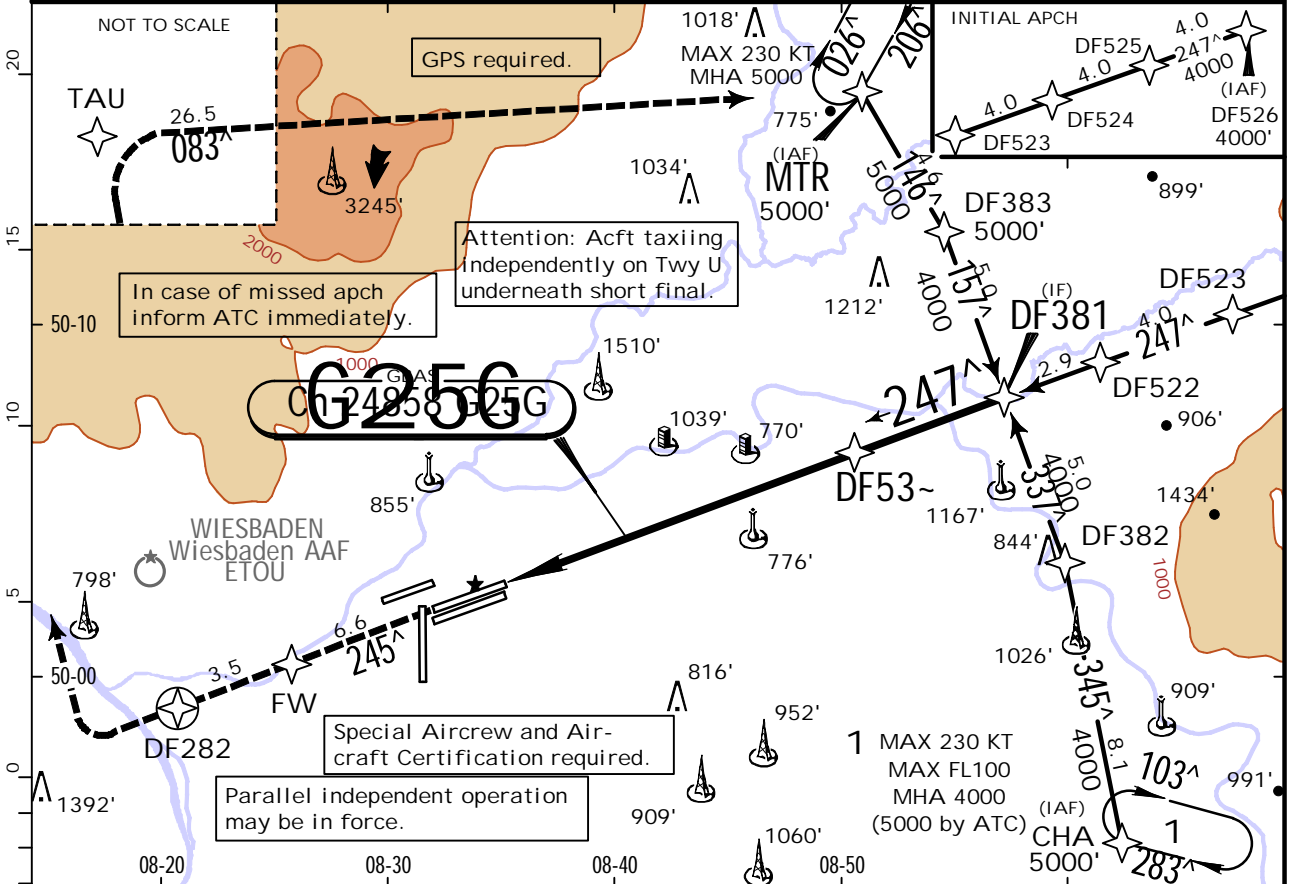 NOT TO SCALE
TAU
26.5
083^
GPS required.
1018'
MAX 230 KT
MHA 5000
026^
206^
775'
(IAF)
MTR
5000'
INITIAL APCH
DF525
4.0
247^
4000
4.0
(IAF)
DF526
4000'
4.0
DF524
DF523
20
15
10
5
0
3245'
2000
1034'
4.6
146^
5000
DF383
5000'
899'
Attention: Acft taxiing
independently on Twy U
underneath short final.
1212'
5.0
157^
4000
(IF)
DF381
DF523
4.0
247^
2.9
DF522
In case of missed apch
inform ATC immediately.
50-10
1000
GLAS
Ch 24858 G25G
G25G
1510'
1039'
770'
247^
906'
DF53~
855'
776'
1167'
5.0
4000
337^
1434'
844'
DF382
1000
WIESBADEN
Wiesbaden AAF
ETOU
798'
6.6
245^
3.5
50-00
FW
DF282
1026'
816'
345^
909'
Special Aircrew and Air-
craft Certification required.
952'
1
MAX 230 KT
MAX FL100
MHA 4000
(5000 by ATC)
8.1
4000
103^
991'
1392'
Parallel independent operation
may be in force.
909'
(IAF)
CHA
5000'
1
283^
1060'
08-20
08-30
08-40
08-50